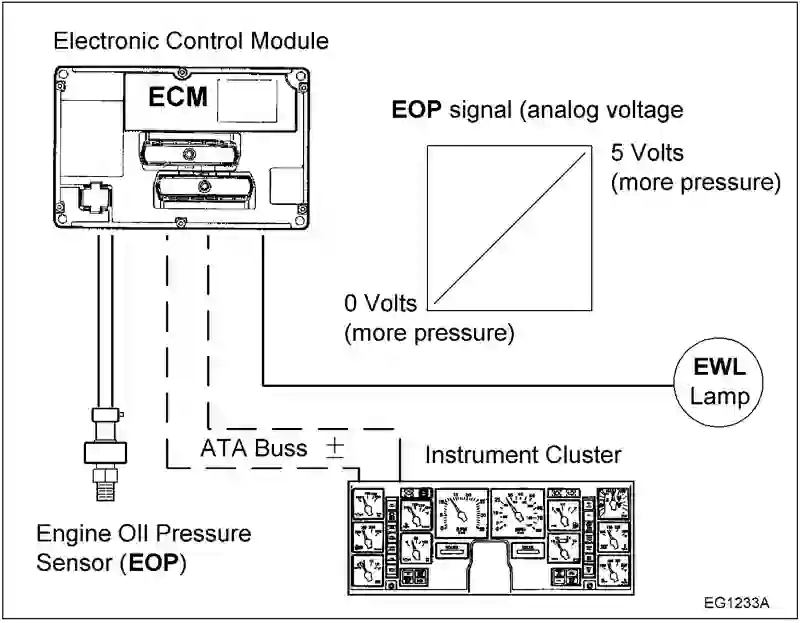 Electronic Control Module
ECM
EOP signal (analog voltage
5 Volts
(more pressure)
0 Volts
(more pressure)
EWL
Lamp
ATA Buss ±
Instrument Cluster
Engine OIl Pressure
Sensor (EOP)
EG1233A